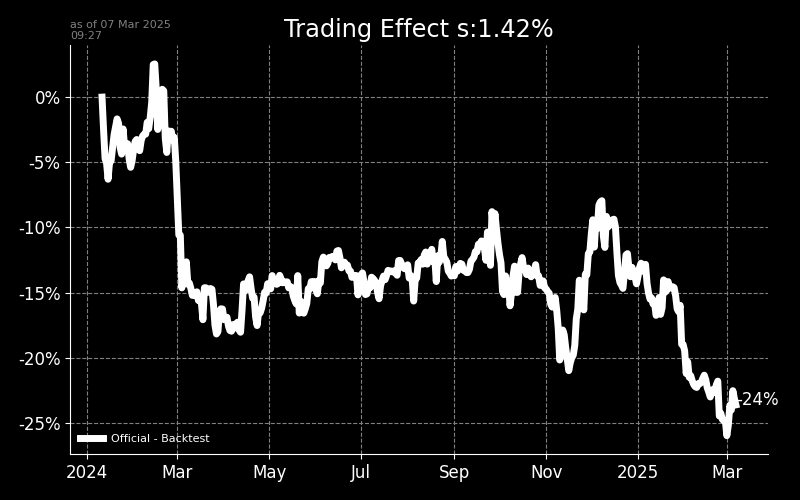 as of 07 Mar 2025
09:27
Trading Effect s:1.42%
0%
-5%
-10%
-15%
-20%
-25%
-24%
Official - Backtest
2024 Mar May Jul Sep Nov 2025 Mar